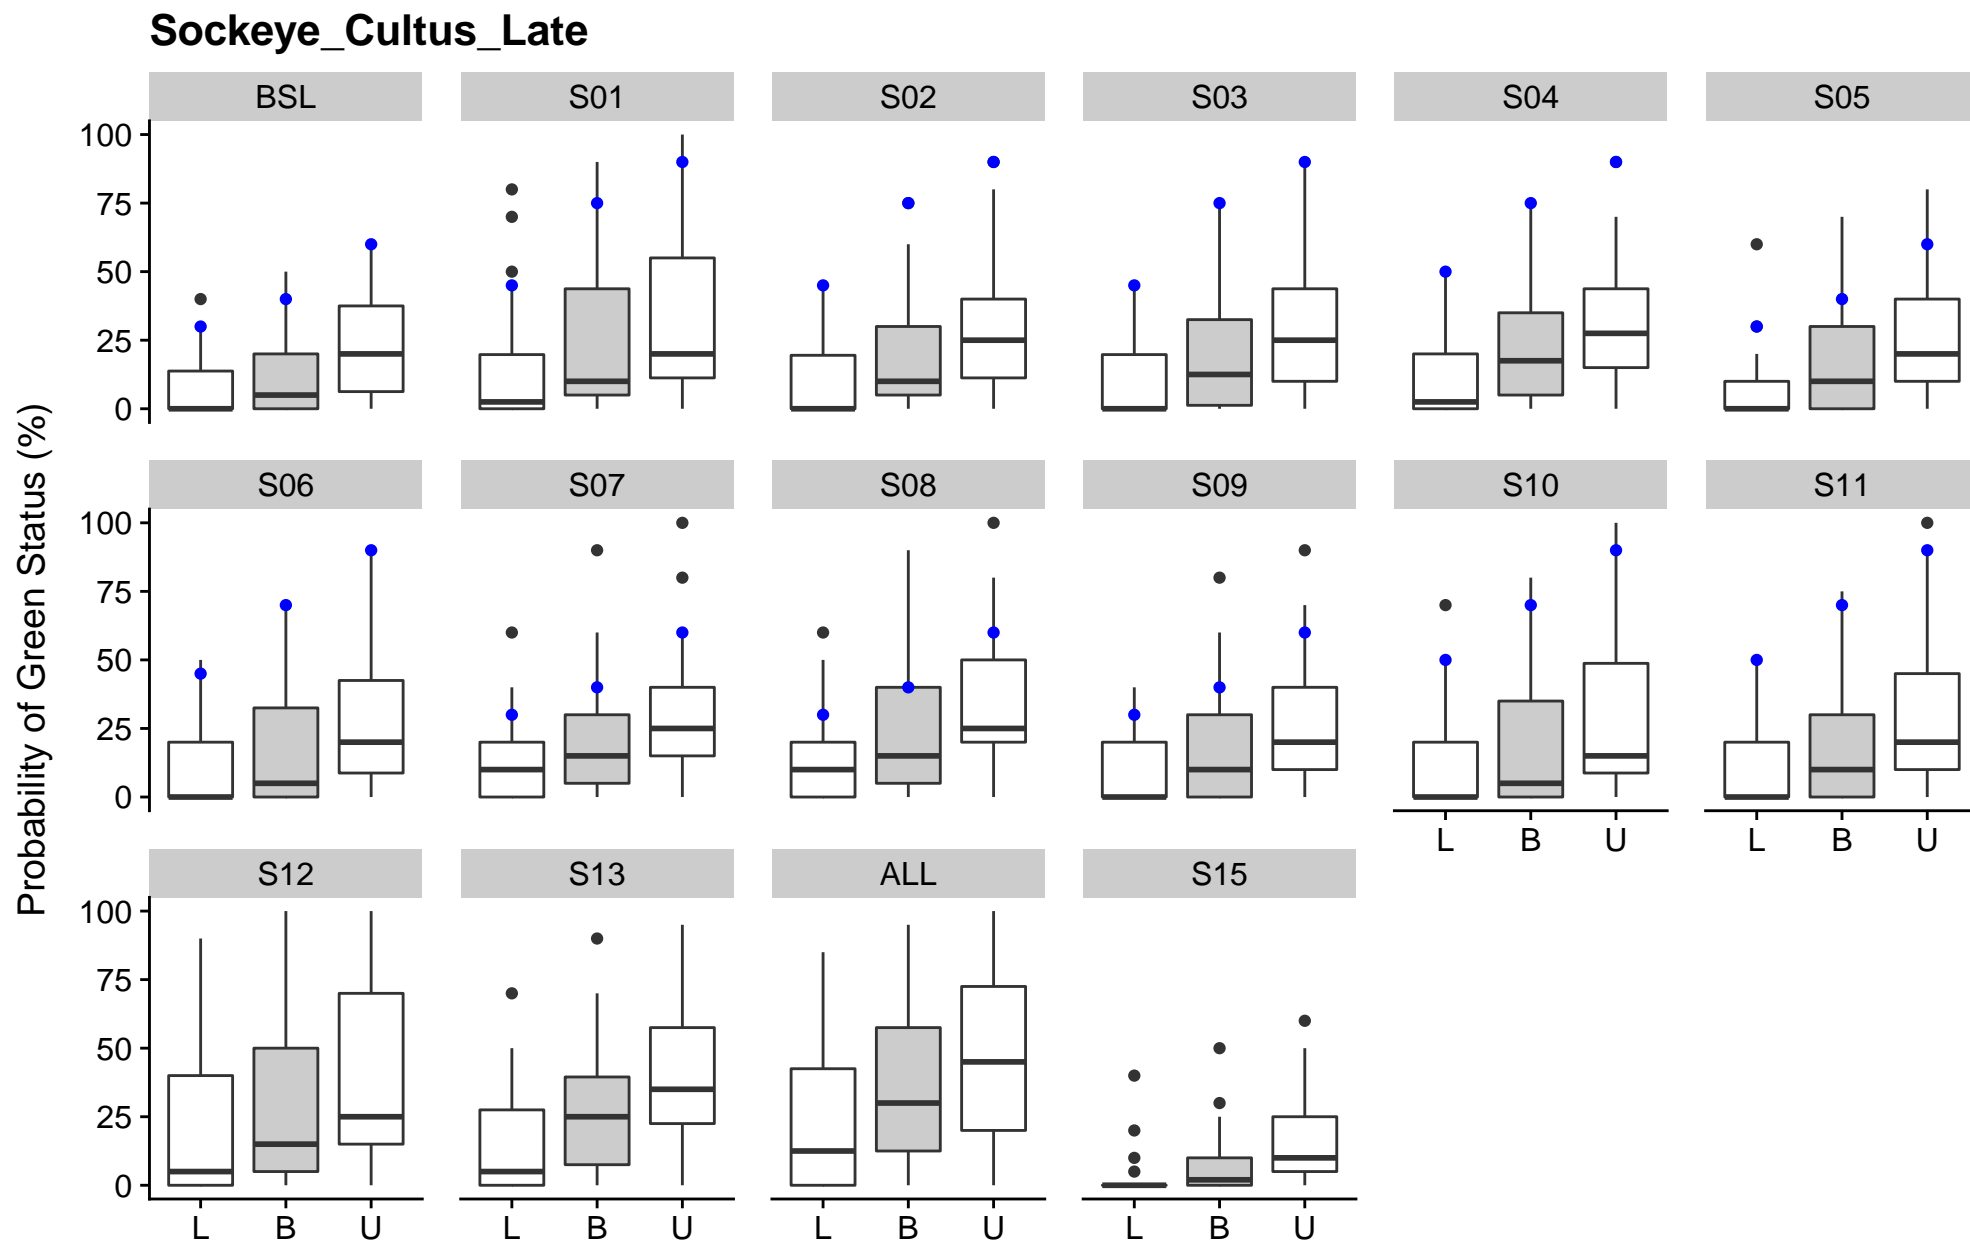 Sockeye_Cultus_Late
BSL S01 S02 S03 S04 S05
100
75
50
25
0
Probability of Green Status (%)
S06 S07 S08 S09 S10 S11
100
75
50
25
0
L B U L B U
S12 S13 ALL S15
100
75
50
25
0
L B U L B U L B U L B U